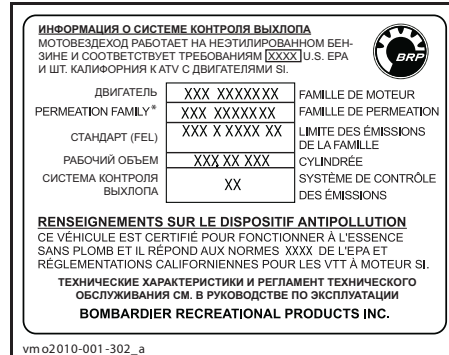 ИНФОРМАЦИЯ О СИСТЕМЕ КОНТРОЛЯ ВЫХЛОПА
МОТОВЕЗДЕХОД РАБОТАЕТ НА НЕЭТИЛИРОВАННОМ БЕН-
ЗИНЕ И СООТВЕТСТВУЕТ ТРЕБОВАНИЯМ XXXX U.S. EPA
И ШТ. КАЛИФОРНИЯ К ATV С ДВИГАТЕЛЯМИ SI.
BRP
ДВИГАТЕЛЬ XXX XXXXXXX FAMILLE DE MOTEUR
PERMEATION FAMILY* XXX XXXXXXX FAMILLE DE PERMEATION
СТАНДАРТ (FEL) XXX X XXXX XX LIMITE DES ÉMISSIONS
DE LA FAMILLE
РАБОЧИЙ ОБЪЕМ XXX, XX XXX CYLINDRÉE
СИСТЕМА КОНТРОЛЯ
ВЫХЛОПА XX SYSTÈME DE CONTRÔLE
DES ÉMISSIONS
RENSEIGNEMENTS SUR LE DISPOSITIF ANTIPOLLUTION
CE VÉHICULE EST CERTIFIÉ POUR FONCTIONNER À L'ESSENCE
SANS PLOMB ET IL RÉPOND AUX NORMES XXXX DE L'EPA ET
RÉGLEMENTATIONS CALIFORNIENNES POUR LES VTT À MOTEUR SI.
ТЕХНИЧЕСКИЕ ХАРАКТЕРИСТИКИ И РЕГЛАМЕНТ ТЕХНИЧЕСКОГО
ОБСЛУЖИВАНИЯ СМ. В РУКОВОДСТВЕ ПО ЭКСПЛУАТАЦИИ
BOMBARDIER RECREATIONAL PRODUCTS INC.
vmo2010-001-302_a